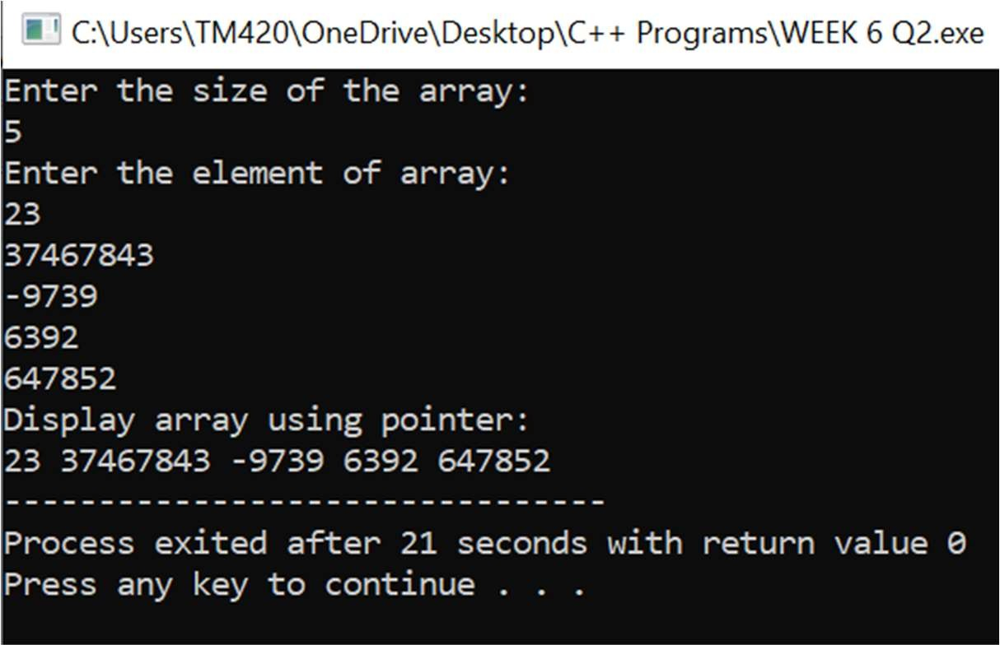 C:\Users\TM420\OneDrive\Desktop\C++ Programs\WEEK 6 Q2.exe
Enter the size of the array:
5
Enter the element of array:
23
37467843
-9739
6392
647852
Display array using pointer:
23 37467843 -9739 6392 647852
--------------------------------
Process exited after 21 seconds with return value 0
Press any key to continue . . .